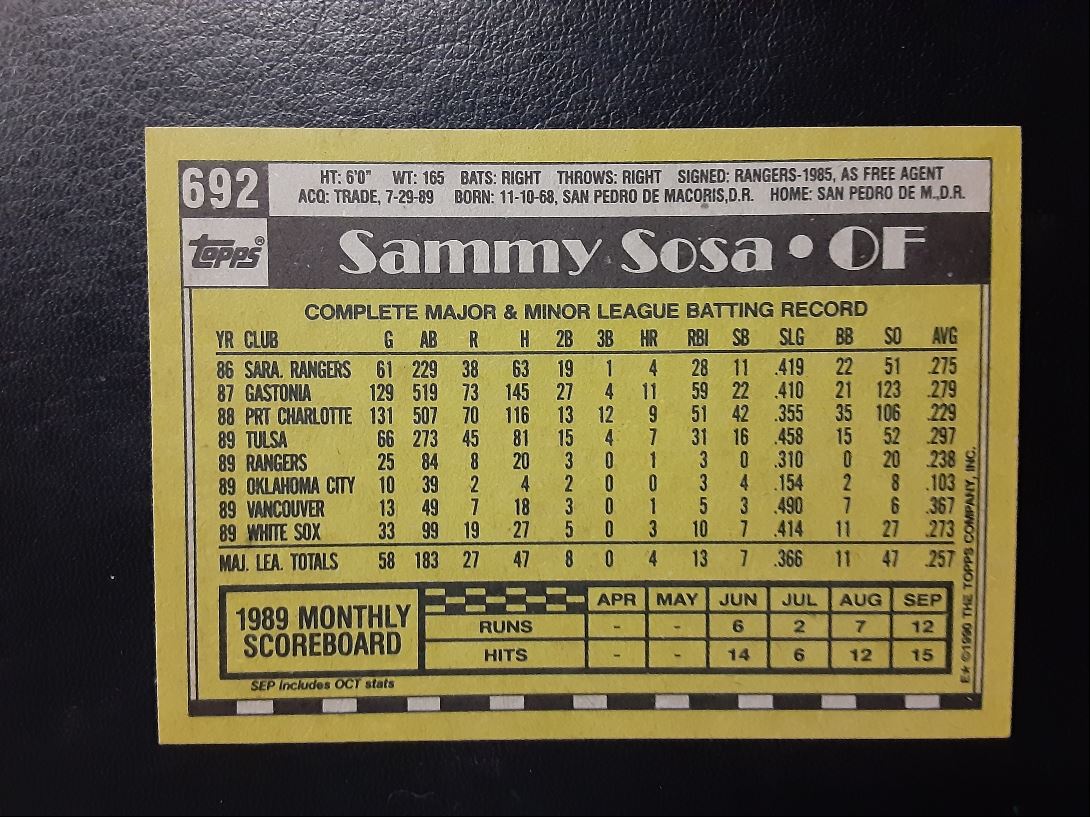 692
HT: 6'0" WT: 165 BATS: RIGHT THROWS: RIGHT SIGNED: RANGERS-1985, AS FREE AGENT
ACQ: TRADE, 7-29-89 BORN: 11-10-68, SAN PEDRO DE MACORIS,D.R. HOME: SAN PEDRO DE M.,D.R.
topps®
Sammy Sosa • OF
COMPLETE MAJOR & MINOR LEAGUE BATTING RECORD
YR CLUB G AB R H 2B 3B HR RBI SB SLG BB SO AVG
86 SARA. RANGERS 61 229 38 63 19 1 4 28 11 .419 22 51 .275
87 GASTONIA 129 519 73 145 27 4 11 59 22 .410 21 123 .279
88 PRT CHARLOTTE 131 507 70 116 13 12 9 51 42 .355 35 106 .229
89 TULSA 66 273 45 81 15 4 7 31 16 .458 15 52 .297
89 RANGERS 25 84 8 20 3 0 1 3 0 .310 0 20 .238
89 OKLAHOMA CITY 10 39 2 4 2 0 0 3 4 .154 2 8 .103
89 VANCOUVER 13 49 7 18 3 0 1 5 3 .490 7 6 .367
89 WHITE SOX 33 99 19 27 5 0 3 10 7 .414 11 27 .273
MAJ. LEA. TOTALS 58 183 27 47 8 0 4 13 7 .366 11 47 .257
1989 MONTHLY SCOREBOARD
APR MAY JUN JUL AUG SEP
RUNS - - 6 2 7 12
HITS - - 14 6 12 15
SEP includes OCT stats
E★ ©1990 THE TOPPS COMPANY, INC.